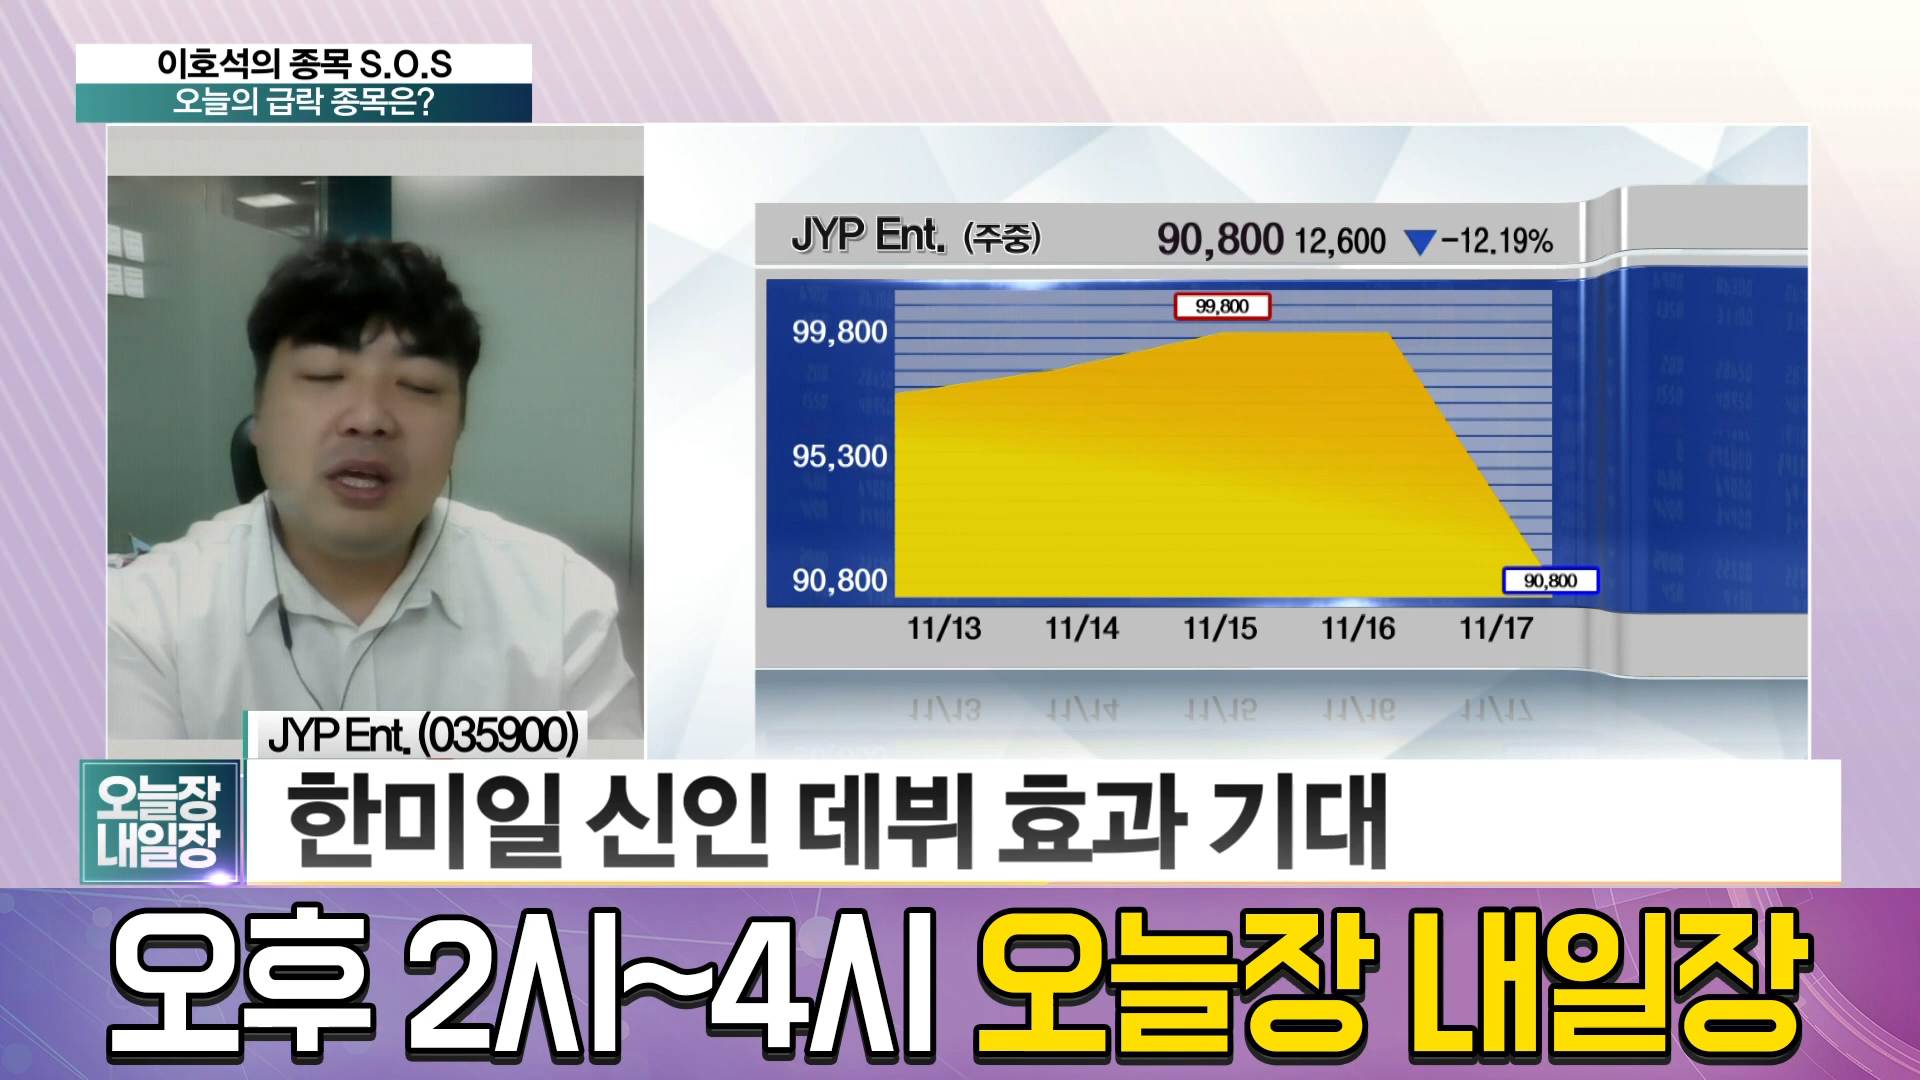 이호석의 종목 S.O.S
오늘의 급락 종목은?
JYP Ent. (주중) 90,800 12,600 ▼-12.19%
99,800
99,800
95,300
90,800
90,800
11/13 11/14 11/15 11/16 11/17
JYP Ent. (035900)
오늘장
내일장
한미일 신인 데뷔 효과 기대
오후 2시~4시 오늘장 내일장